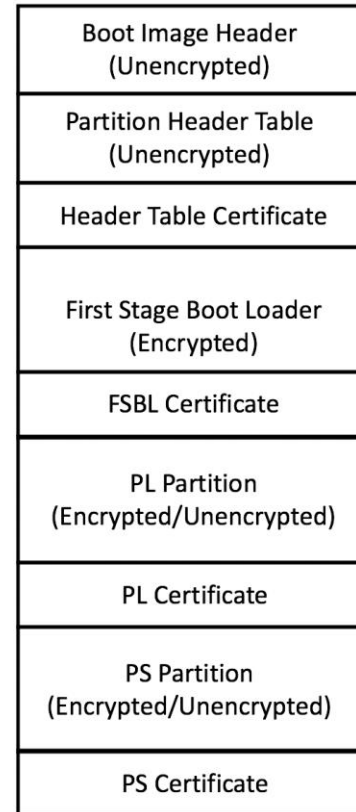 Boot Image Header
(Unencrypted)
Partition Header Table
(Unencrypted)
Header Table Certificate
First Stage Boot Loader
(Encrypted)
FSBL Certificate
PL Partition
(Encrypted/Unencrypted)
PL Certificate
PS Partition
(Encrypted/Unencrypted)
PS Certificate